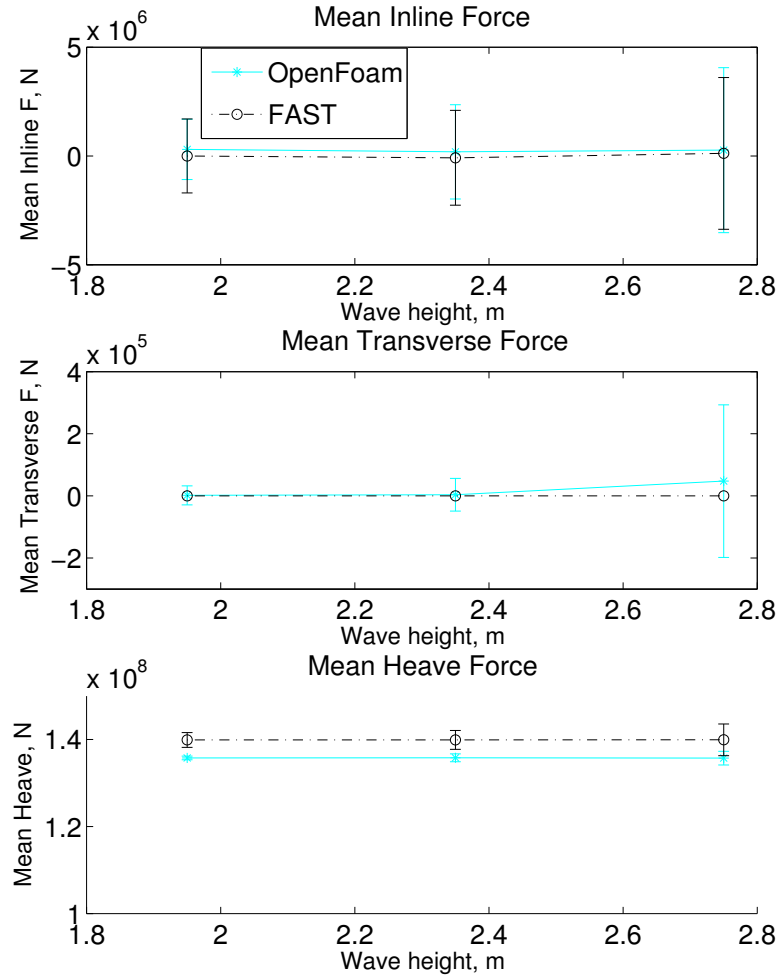 Mean Inline Force
x 10^6
5
0
−5
Mean Inline F, N
OpenFoam
FAST
1.8 2 2.2 2.4 2.6 2.8
Wave height, m
Mean Transverse Force
x 10^5
4
2
0
−2
Mean Transverse F, N
1.8 2 2.2 2.4 2.6 2.8
Wave height, m
Mean Heave Force
x 10^8
1.4
1.2
1
Mean Heave, N
1.8 2 2.2 2.4 2.6 2.8
Wave height, m